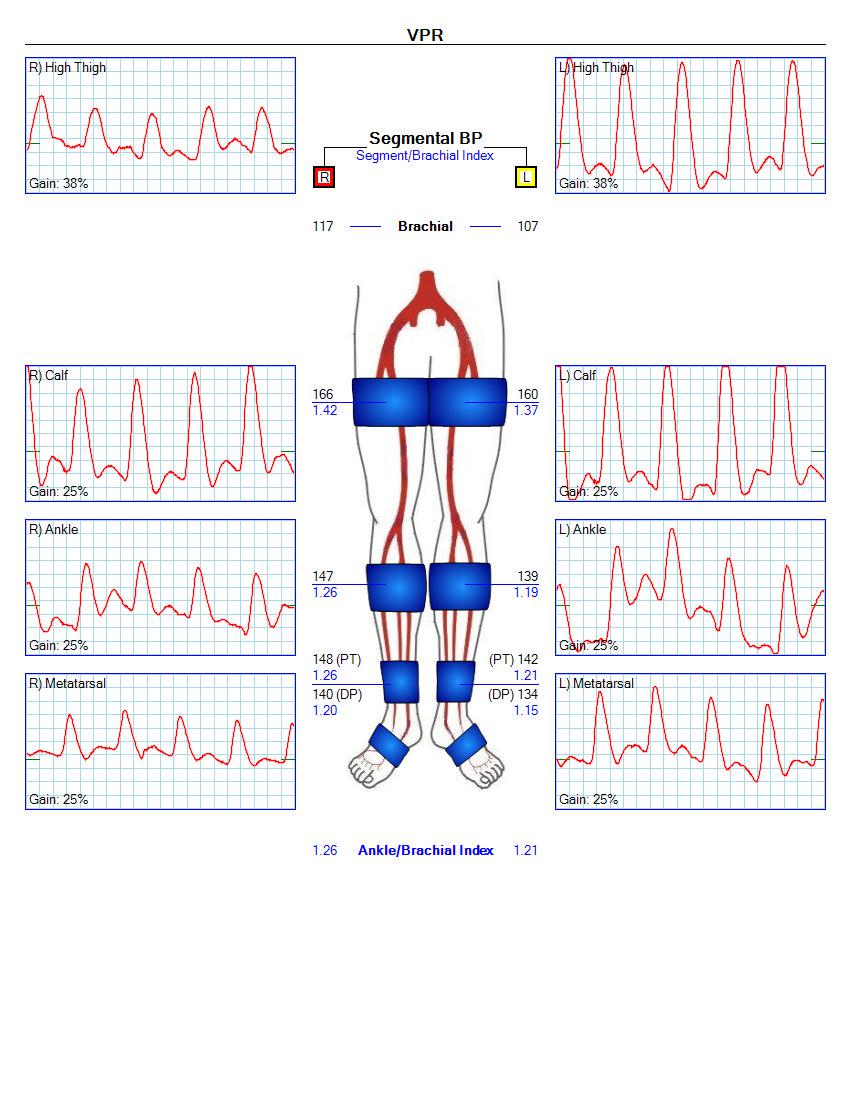 VPR
R) High Thigh
Gain: 38%
L) High Thigh
Gain: 38%
Segmental BP
Segment/Brachial Index
R
L
117 Brachial 107
R) Calf
Gain: 25%
166
1.42
160
1.37
L) Calf
Gain: 25%
R) Ankle
Gain: 25%
147
1.26
139
1.19
L) Ankle
Gain: 25%
148 (PT)
1.26
140 (DP)
1.20
(PT) 142
1.21
(DP) 134
1.15
R) Metatarsal
Gain: 25%
L) Metatarsal
Gain: 25%
1.26 Ankle/Brachial Index 1.21